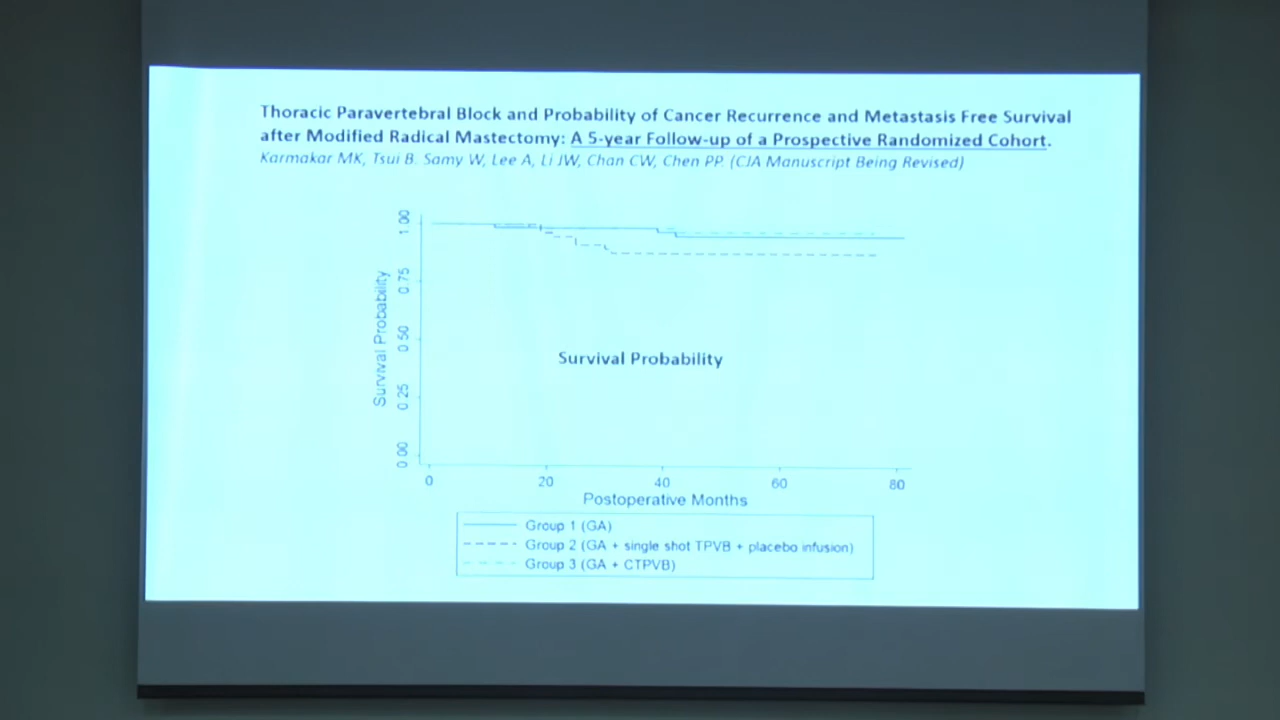 Thoracic Paravertebral Block and Probability of Cancer Recurrence and Metastasis Free Survival
after Modified Radical Mastectomy: A 5-year Follow-up of a Prospective Randomized Cohort.
Karmakar MK, Tsui B. Samy W, Lee A, Li JW, Chan CW, Chen PP. (CJA Manuscript Being Revised)
1.00
0.75
0.50
0.25
0.00
Survival Probability
Survival Probability
0 20 40 60 80
Postoperative Months
Group 1 (GA)
Group 2 (GA + single shot TPVB + placebo infusion)
Group 3 (GA + CTPVB)